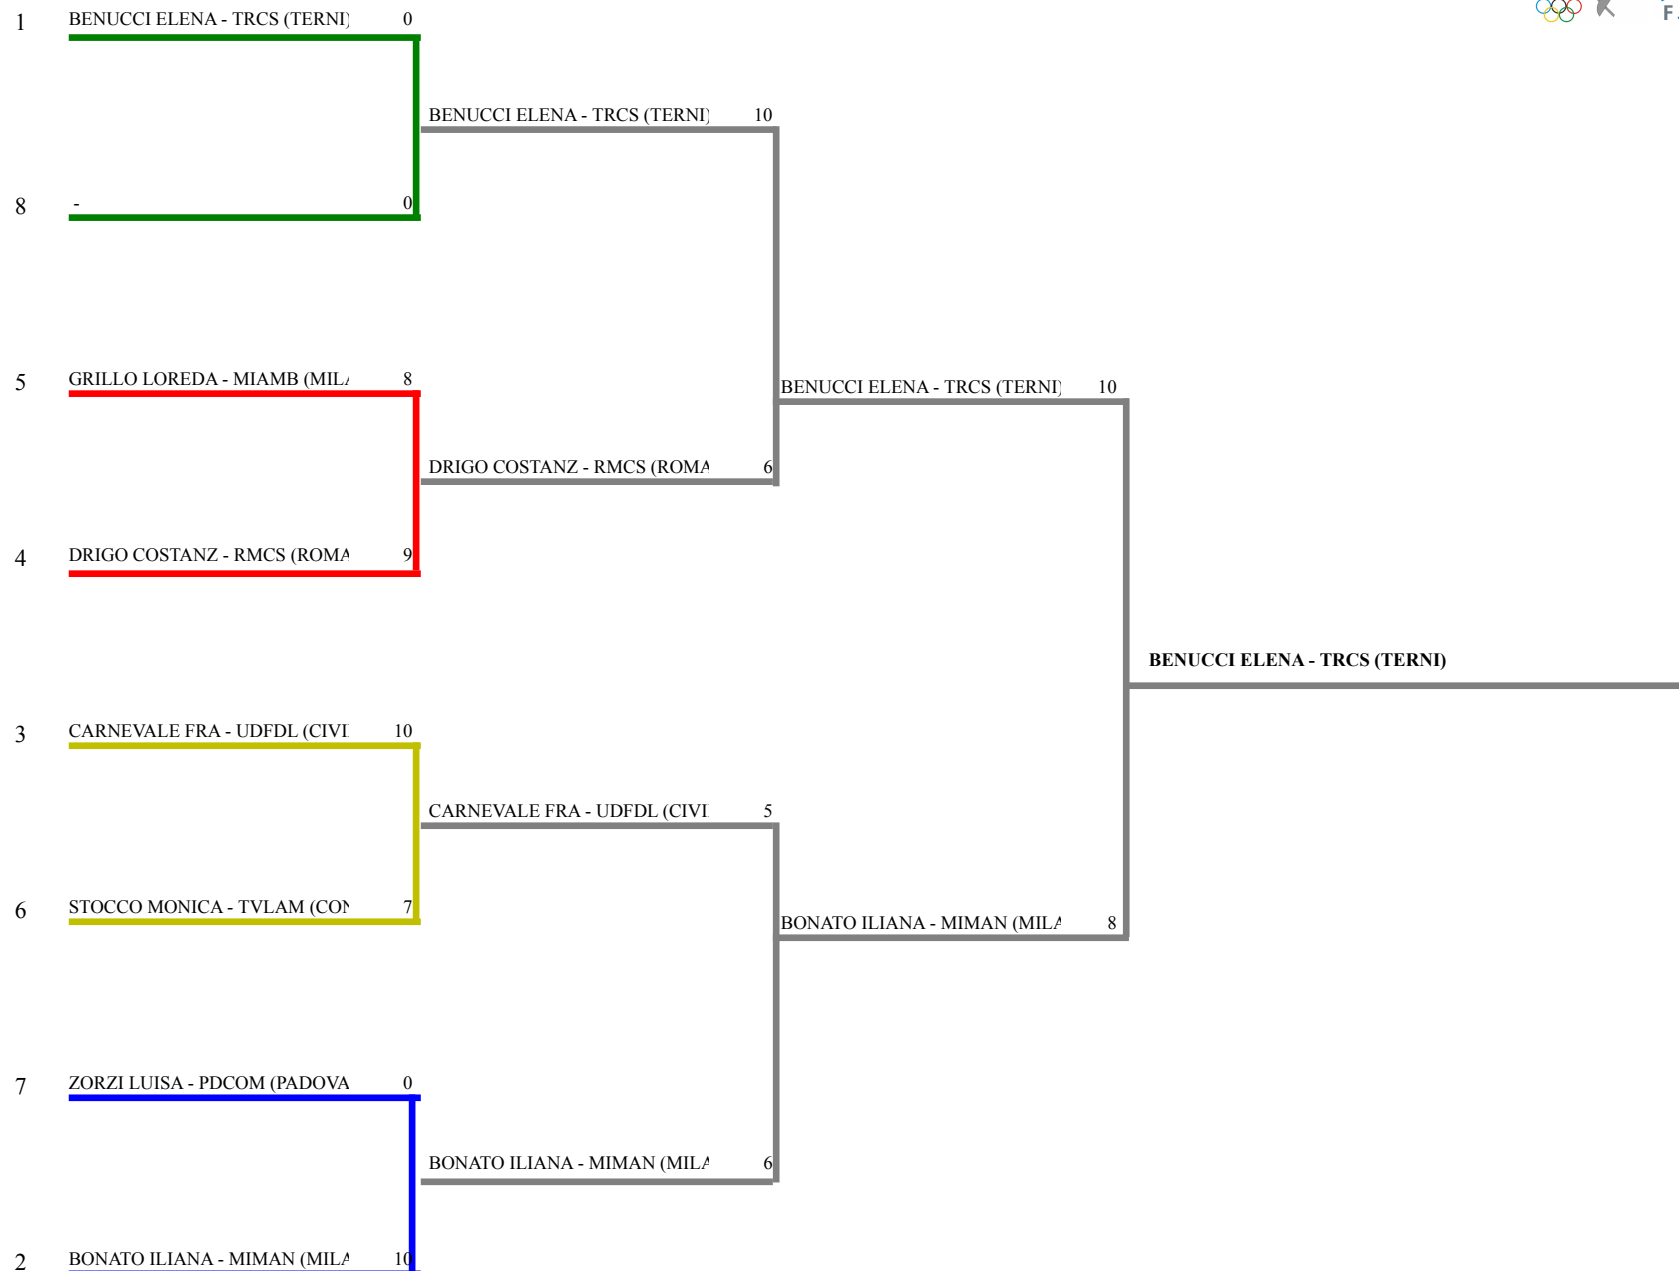 1 BENUCCI ELENA - TRCS (TERNI) 0
F
BENUCCI ELENA - TRCS (TERNI) 10
8 - 0
5 GRILLO LOREDA - MIAMB (MIL 8
BENUCCI ELENA - TRCS (TERNI) 10
DRIGO COSTANZ - RMCS (ROMA 6
4 DRIGO COSTANZ - RMCS (ROMA 9
BENUCCI ELENA - TRCS (TERNI)
3 CARNEVALE FRA - UDFDL (CIVI 10
CARNEVALE FRA - UDFDL (CIVI 5
6 STOCCO MONICA - TVLAM (CON 7
BONATO ILIANA - MIMAN (MILA 8
7 ZORZI LUISA - PDCOM (PADOVA 0
BONATO ILIANA - MIMAN (MILA 6
2 BONATO ILIANA - MIMAN (MILA 10